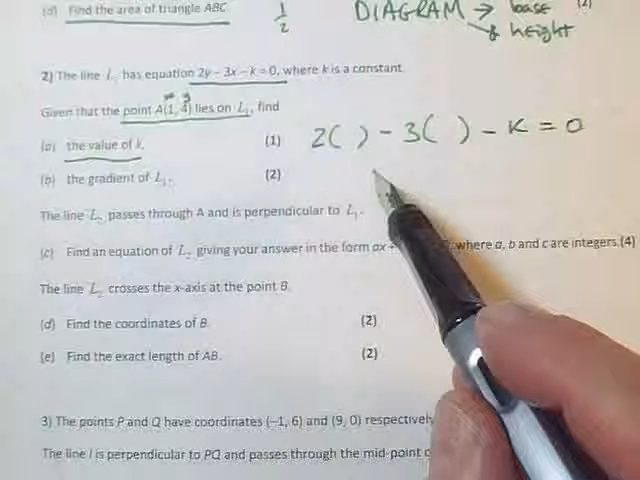 (d) Find the area of triangle ABC.
1
2
DIAGRAM → base
(2)
→ height
2) The line L₁ has equation 2y – 3x – k = 0, where k is a constant.
x y
Given that the point A(1, 4) lies on L₁, find
(a) the value of k, (1)
2( ) – 3( ) – k = 0
(b) the gradient of L₁. (2)
The line L₂ passes through A and is perpendicular to L₁.
(c) Find an equation of L₂ giving your answer in the form ax + where a, b and c are integers. (4)
The line L₂ crosses the x-axis at the point B.
(d) Find the coordinates of B. (2)
(e) Find the exact length of AB. (2)
3) The points P and Q have coordinates (–1, 6) and (9, 0) respectively
The line l is perpendicular to PQ and passes through the mid-point